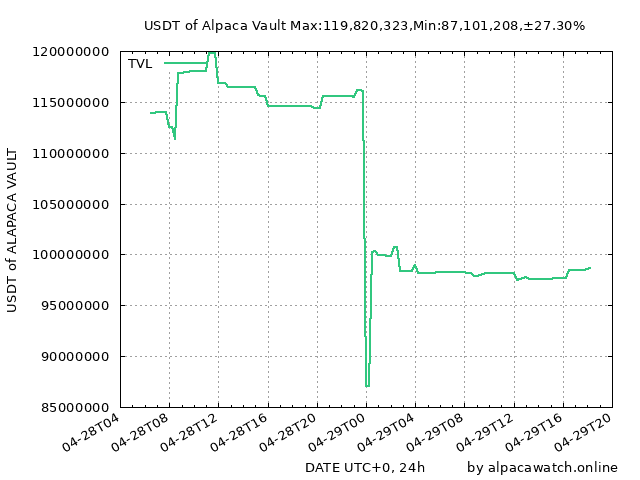 USDT of Alpaca Vault Max:119,820,323,Min:87,101,208,±27.30%
TVL
120000000
115000000
110000000
105000000
100000000
95000000
90000000
85000000
USDT of ALAPACA VAULT
04-28T04
04-28T08
04-28T12
04-28T16
04-28T20
04-29T00
04-29T04
04-29T08
04-29T12
04-29T16
04-29T20
DATE UTC+0, 24h by alpacawatch.online